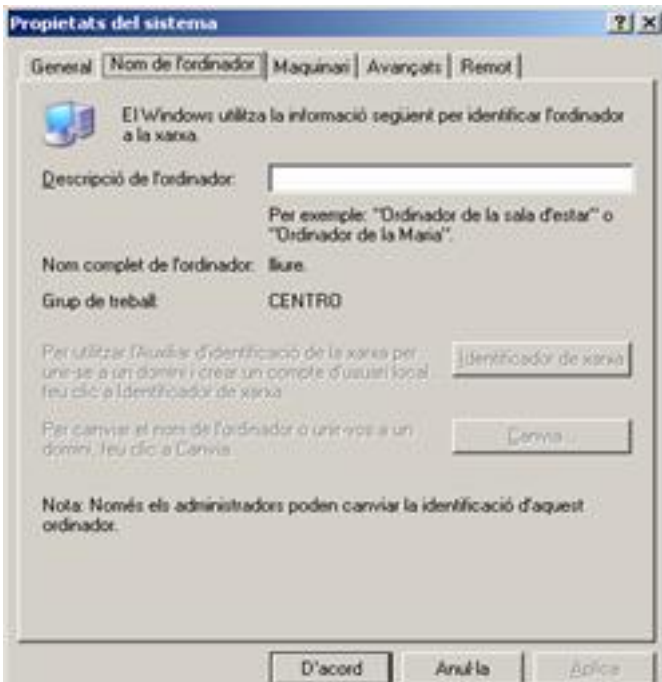 Propietats del sistema
General Nom de l'ordinador Maquinari Avançats Remot
El Windows utilitza la informació següent per identificar l'ordinador
a la xarxa.
Descripció de l'ordinador:
Per exemple: "Ordinador de la sala d'estar" o
"Ordinador de la Maria".
Nom complet de l'ordinador: lliure.
Grup de treball: CENTRO
Per utilitzar l'Auxiliar d'identificació de la xarxa per
unir-se a un domini i crear un compte d'usuari local
feu clic a Identificador de xarxa
Identificador de xarxa
Per canviar el nom de l'ordinador o unir-vos a un
domini, feu clic a Canvia
Canvia...
Nota: Només els administradors poden canviar la identificació d'aquest
ordinador.
D'acord Anul·la Aplica